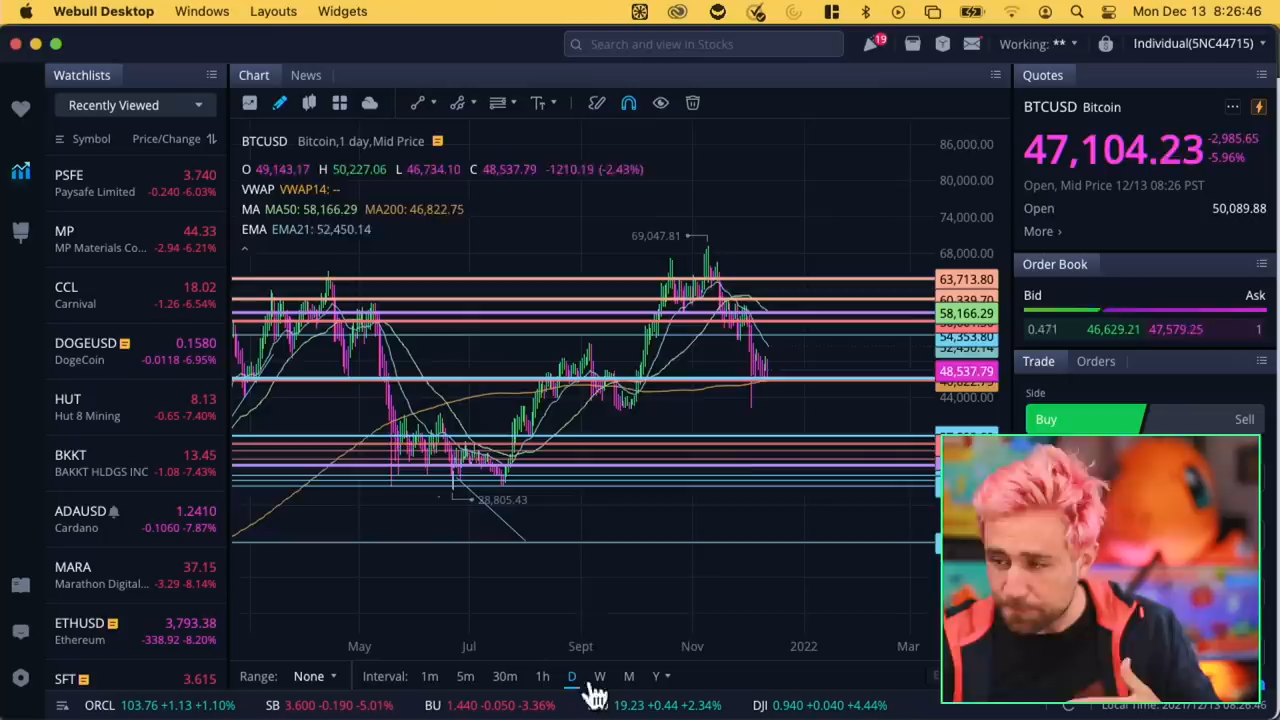 Webull Desktop Windows Layouts Widgets Mon Dec 13 8:26:46
Search and view in Stocks 19 Working: ** Individual(5NC44715)
Watchlists
Recently Viewed
Symbol Price/Change
PSFE 3.740
Paysafe Limited -0.240 -6.03%
MP 44.33
MP Materials Co... -2.94 -6.21%
CCL 18.02
Carnival -1.26 -6.54%
DOGEUSD 0.1580
DogeCoin -0.0118 -6.95%
HUT 8.13
Hut 8 Mining -0.65 -7.40%
BKKT 13.45
BAKKT HLDGS INC -1.08 -7.43%
ADAUSD 1.2410
Cardano -0.1060 -7.87%
MARA 37.15
Marathon Digital... -3.29 -8.14%
ETHUSD 3,793.38
Ethereum -338.92 -8.20%
SFT 3.615
Chart News
BTCUSD Bitcoin,1 day,Mid Price
O 49,143.17 H 50,227.06 L 46,734.10 C 48,537.79 -1210.19 (-2.43%)
VWAP VWAP14: --
MA MA50: 58,166.29 MA200: 46,822.75
EMA EMA21: 52,450.14
69,047.81
28,805.43
86,000.00
80,000.00
74,000.00
68,000.00
63,713.80
60,339.70
58,166.29
54,353.80
52,450.14
48,537.79
44,000.00
May Jul Sept Nov 2022 Mar
Range: None Interval: 1m 5m 30m 1h D W M Y
Quotes
BTCUSD Bitcoin
47,104.23 -2,985.65
-5.96%
Open, Mid Price 12/13 08:26 PST
Open 50,089.88
More
Order Book
Bid Ask
0.471 46,629.21 47,579.25 1
Trade Orders
Side
Buy Sell
ORCL 103.76 +1.13 +1.10% SB 3.600 -0.190 -5.01% BU 1.440 -0.050 -3.36% 19.23 +0.44 +2.34% DJI 0.940 +0.040 +4.44% Local Time: 2021/12/13 08:26:46